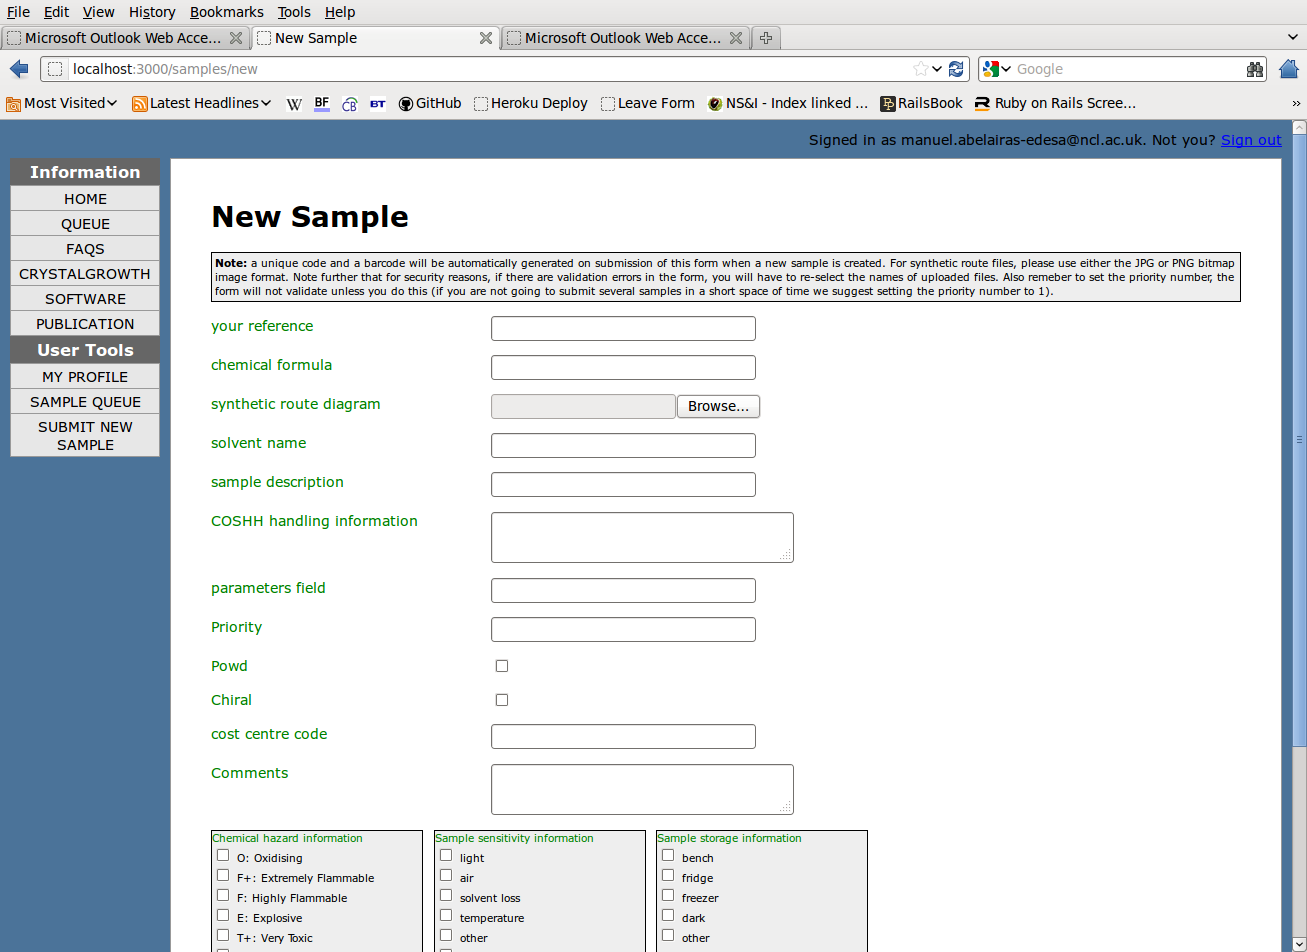 File Edit View History Bookmarks Tools Help
Microsoft Outlook Web Acce... New Sample Microsoft Outlook Web Acce...
localhost:3000/samples/new Google
Most Visited Latest Headlines W BF CB BT GitHub Heroku Deploy Leave Form NS&I - Index linked ... RailsBook Ruby on Rails Scree... »
Signed in as manuel.abelairas-edesa@ncl.ac.uk. Not you? Sign out
Information
HOME
QUEUE
FAQS
CRYSTALGROWTH
SOFTWARE
PUBLICATION
User Tools
MY PROFILE
SAMPLE QUEUE
SUBMIT NEW
SAMPLE
New Sample
Note: a unique code and a barcode will be automatically generated on submission of this form when a new sample is created. For synthetic route files, please use either the JPG or PNG bitmap
image format. Note further that for security reasons, if there are validation errors in the form, you will have to re-select the names of uploaded files. Also remeber to set the priority number, the
form will not validate unless you do this (if you are not going to submit several samples in a short space of time we suggest setting the priority number to 1).
your reference
chemical formula
synthetic route diagram Browse...
solvent name
sample description
COSHH handling information
parameters field
Priority
Powd
Chiral
cost centre code
Comments
Chemical hazard information
O: Oxidising
F+: Extremely Flammable
F: Highly Flammable
E: Explosive
T+: Very Toxic
Sample sensitivity information
light
air
solvent loss
temperature
other
Sample storage information
bench
fridge
freezer
dark
other